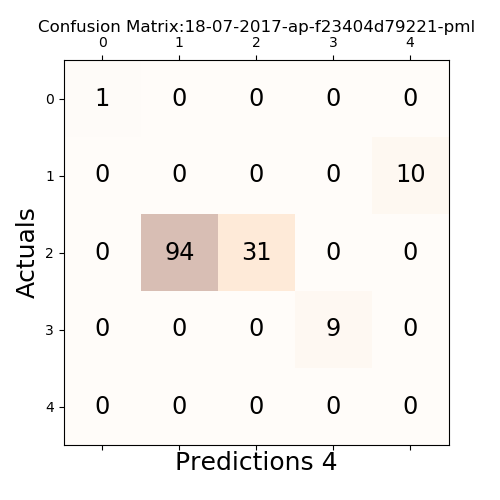 Confusion Matrix:18-07-2017-ap-f23404d79221-pml
0 1 2 3 4
0 1 0 0 0 0
1 0 0 0 0 10
2 0 94 31 0 0
3 0 0 0 9 0
4 0 0 0 0 0
Actuals
Predictions 4